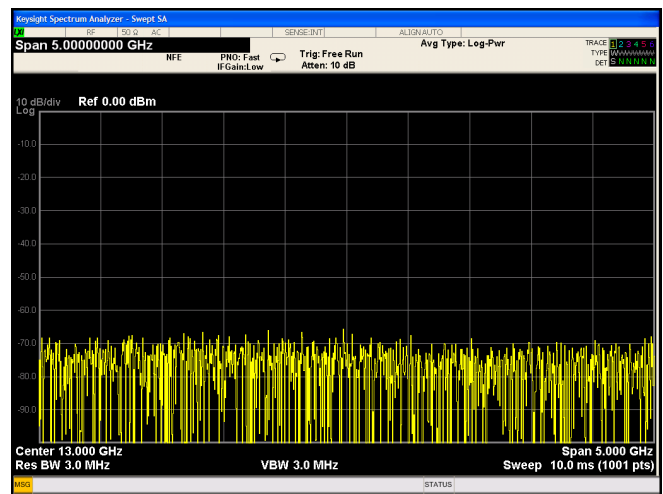 Keysight Spectrum Analyzer - Swept SA
LXI RF 50 Ω AC SENSE:INT ALIGN AUTO
Span 5.00000000 GHz
NFE
PNO: Fast
IFGain:Low
Trig: Free Run
Atten: 10 dB
Avg Type: Log-Pwr
TRACE 1 2 3 4 5 6
TYPE WWWWWW
DET S N N N N N
10 dB/div Ref 0.00 dBm
Log
-10.0
-20.0
-30.0
-40.0
-50.0
-60.0
-70.0
-80.0
-90.0
Center 13.000 GHz Span 5.000 GHz
Res BW 3.0 MHz VBW 3.0 MHz Sweep 10.0 ms (1001 pts)
MSG STATUS